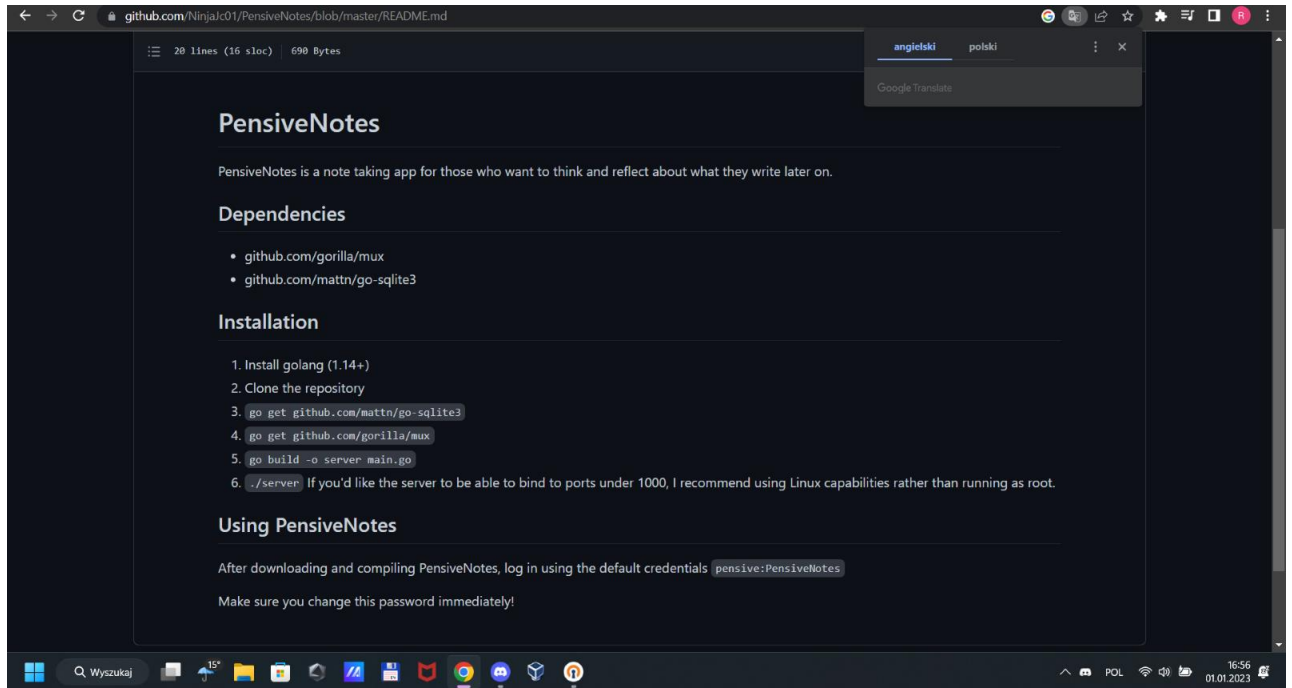 github.com/NinjaJc01/PensiveNotes/blob/master/README.md
R
20 lines (16 sloc) 690 Bytes
angielski polski
Google Translate
PensiveNotes
PensiveNotes is a note taking app for those who want to think and reflect about what they write later on.
Dependencies
• github.com/gorilla/mux
• github.com/mattn/go-sqlite3
Installation
1. Install golang (1.14+)
2. Clone the repository
3. go get github.com/mattn/go-sqlite3
4. go get github.com/gorilla/mux
5. go build -o server main.go
6. ./server If you'd like the server to be able to bind to ports under 1000, I recommend using Linux capabilities rather than running as root.
Using PensiveNotes
After downloading and compiling PensiveNotes, log in using the default credentials pensive:PensiveNotes
Make sure you change this password immediately!
Wyszukaj
15°
POL
16:56
01.01.2023